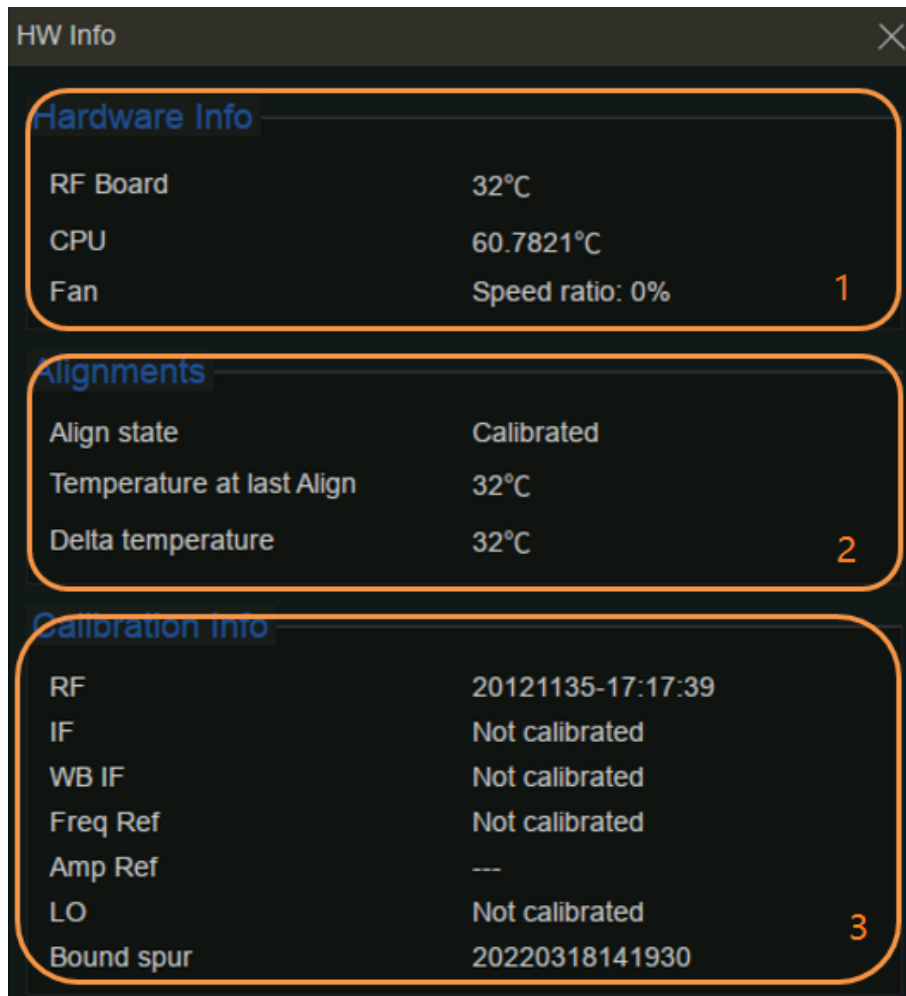 HW Info
Hardware Info
RF Board 32°C
CPU 60.7821°C
Fan Speed ratio: 0%
1
Alignments
Align state Calibrated
Temperature at last Align 32°C
Delta temperature 32°C
2
Calibration Info
RF 20121135-17:17:39
IF Not calibrated
WB IF Not calibrated
Freq Ref Not calibrated
Amp Ref ---
LO Not calibrated
3
Bound spur 20220318141930